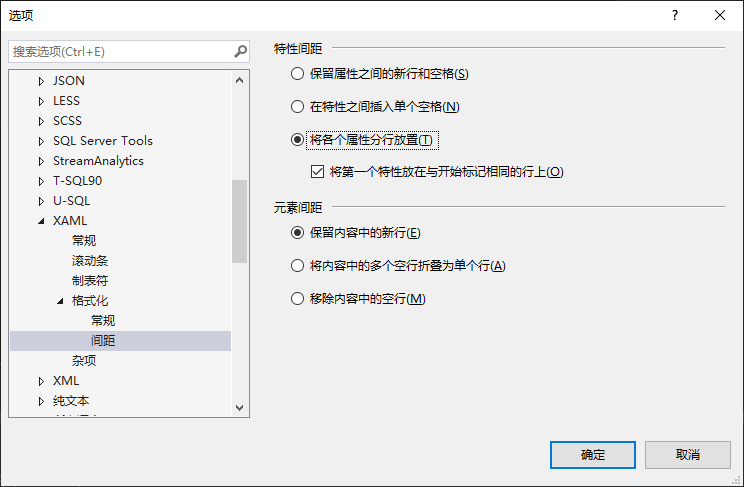 选项
?
搜索选项(Ctrl+E)
JSON
LESS
SCSS
SQL Server Tools
StreamAnalytics
T-SQL90
U-SQL
XAML
常规
滚动条
制表符
格式化
常规
间距
杂项
XML
纯文本
特性间距
保留属性之间的新行和空格(S)
在特性之间插入单个空格(N)
将各个属性分行放置(T)
将第一个特性放在与开始标记相同的行上(O)
元素间距
保留内容中的新行(E)
将内容中的多个空行折叠为单个行(A)
移除内容中的空行(M)
确定
取消